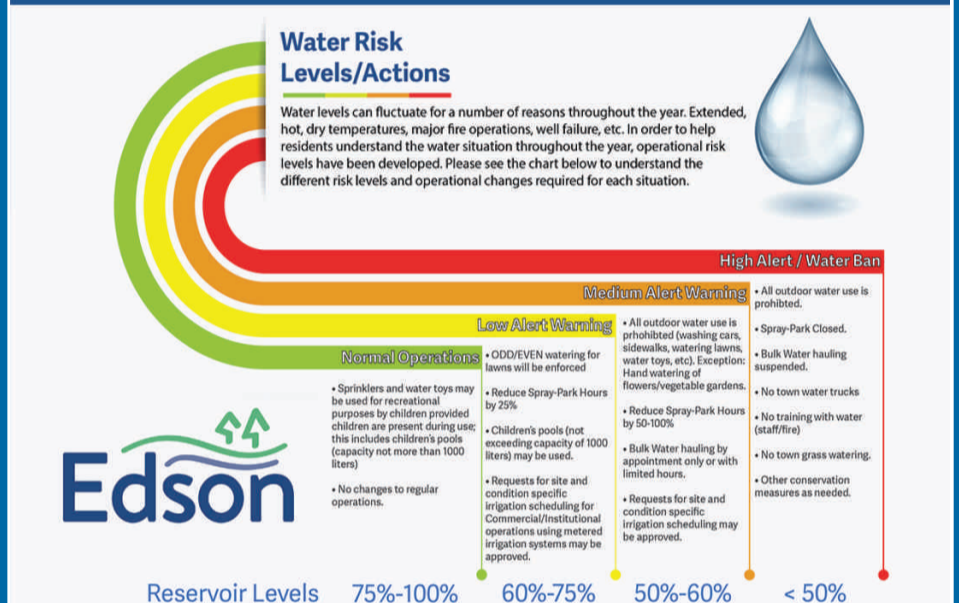 Water Risk
Levels/Actions
Water levels can fluctuate for a number of reasons throughout the year. Extended,
hot, dry temperatures, major fire operations, well failure, etc. In order to help
residents understand the water situation throughout the year, operational risk
levels have been developed. Please see the chart below to understand the
different risk levels and operational changes required for each situation.
High Alert / Water Ban
• All outdoor water use is
prohibited.
• Spray-Park Closed.
• Bulk Water hauling
suspended.
• No town water trucks
• No training with water
(staff/fire)
• No town grass watering.
• Other conservation
measures as needed.
Medium Alert Warning
• All outdoor water use is
prhohibited (washing cars,
sidewalks, watering lawns,
water toys, etc). Exception:
Hand watering of
flowers/vegetable gardens.
• Reduce Spray-Park Hours
by 50-100%
• Bulk Water hauling by
appointment only or with
limited hours.
• Requests for site and
condition specific
irrigation scheduling may
be approved.
Low Alert Warning
• ODD/EVEN watering for
lawns will be enforced
• Reduce Spray-Park Hours
by 25%
• Children's pools (not
exceeding capacity of 1000
liters) may be used.
• Requests for site and
condition specific
irrigation scheduling for
Commercial/Institutional
operations using metered
irrigation systems may be
approved.
Normal Operations
• Sprinklers and water toys may
be used for recreational
purposes by children provided
children are present during use;
this includes children's pools
(capacity not more than 1000
liters)
• No changes to regular
operations.
Edson
Reservoir Levels 75%-100% 60%-75% 50%-60% < 50%